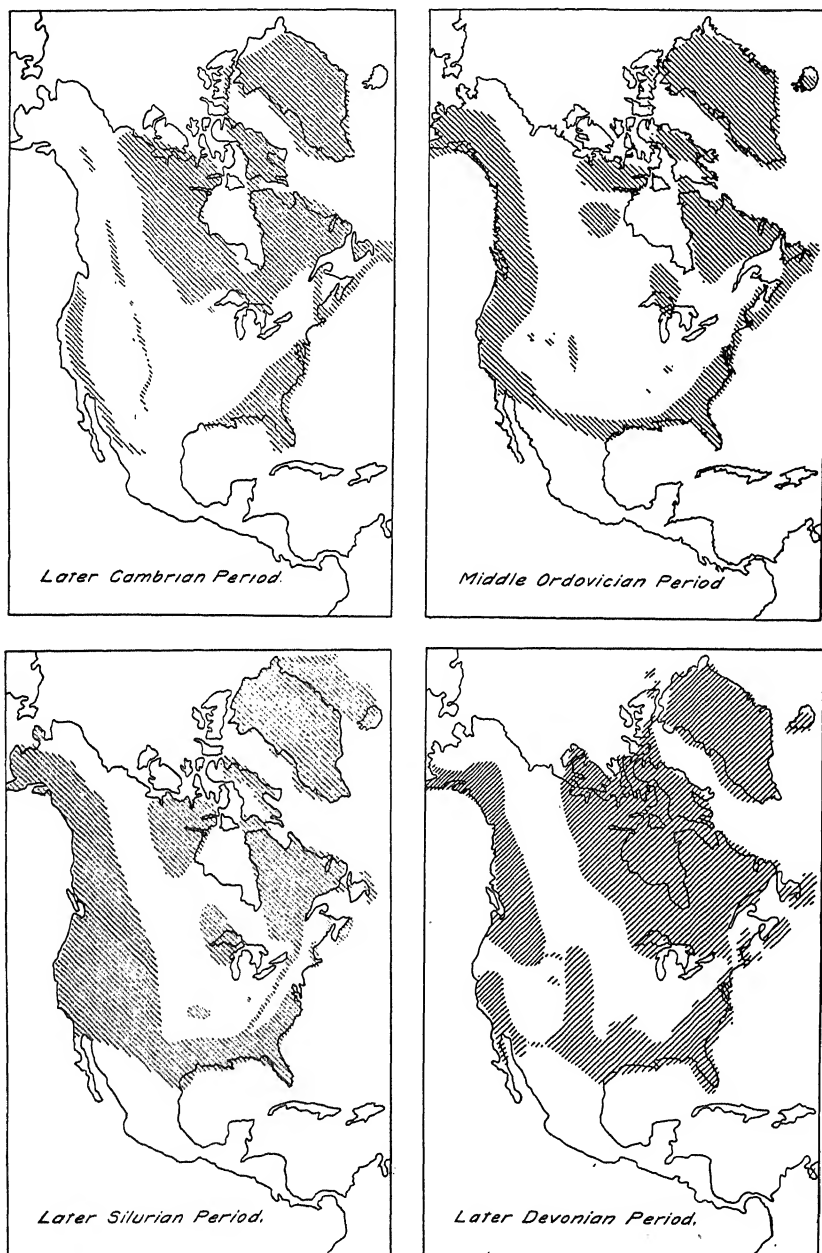 Later Cambrian Period.
Middle Ordovician Period
Later Silurian Period.
Later Devonian Period.